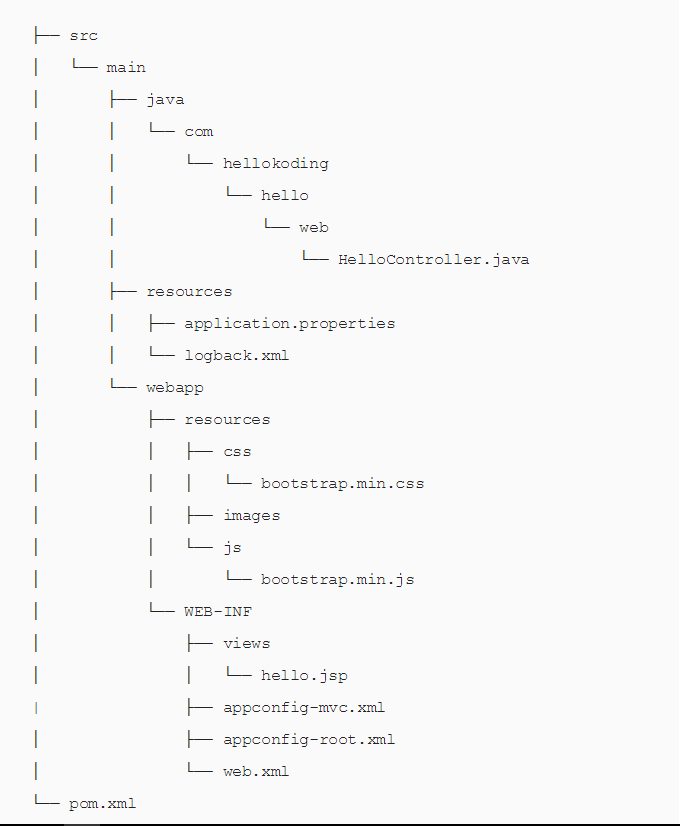 ├── src
│   └── main
│       ├── java
│       │   └── com
│       │       └── hellokoding
│       │           └── hello
│       │               └── web
│       │                   └── HelloController.java
│       ├── resources
│       │   ├── application.properties
│       │   └── logback.xml
│       └── webapp
│           ├── resources
│           │   ├── css
│           │   │   └── bootstrap.min.css
│           │   ├── images
│           │   └── js
│           │       └── bootstrap.min.js
│           └── WEB-INF
│               ├── views
│               │   └── hello.jsp
│               ├── appconfig-mvc.xml
│               ├── appconfig-root.xml
│               └── web.xml
└── pom.xml